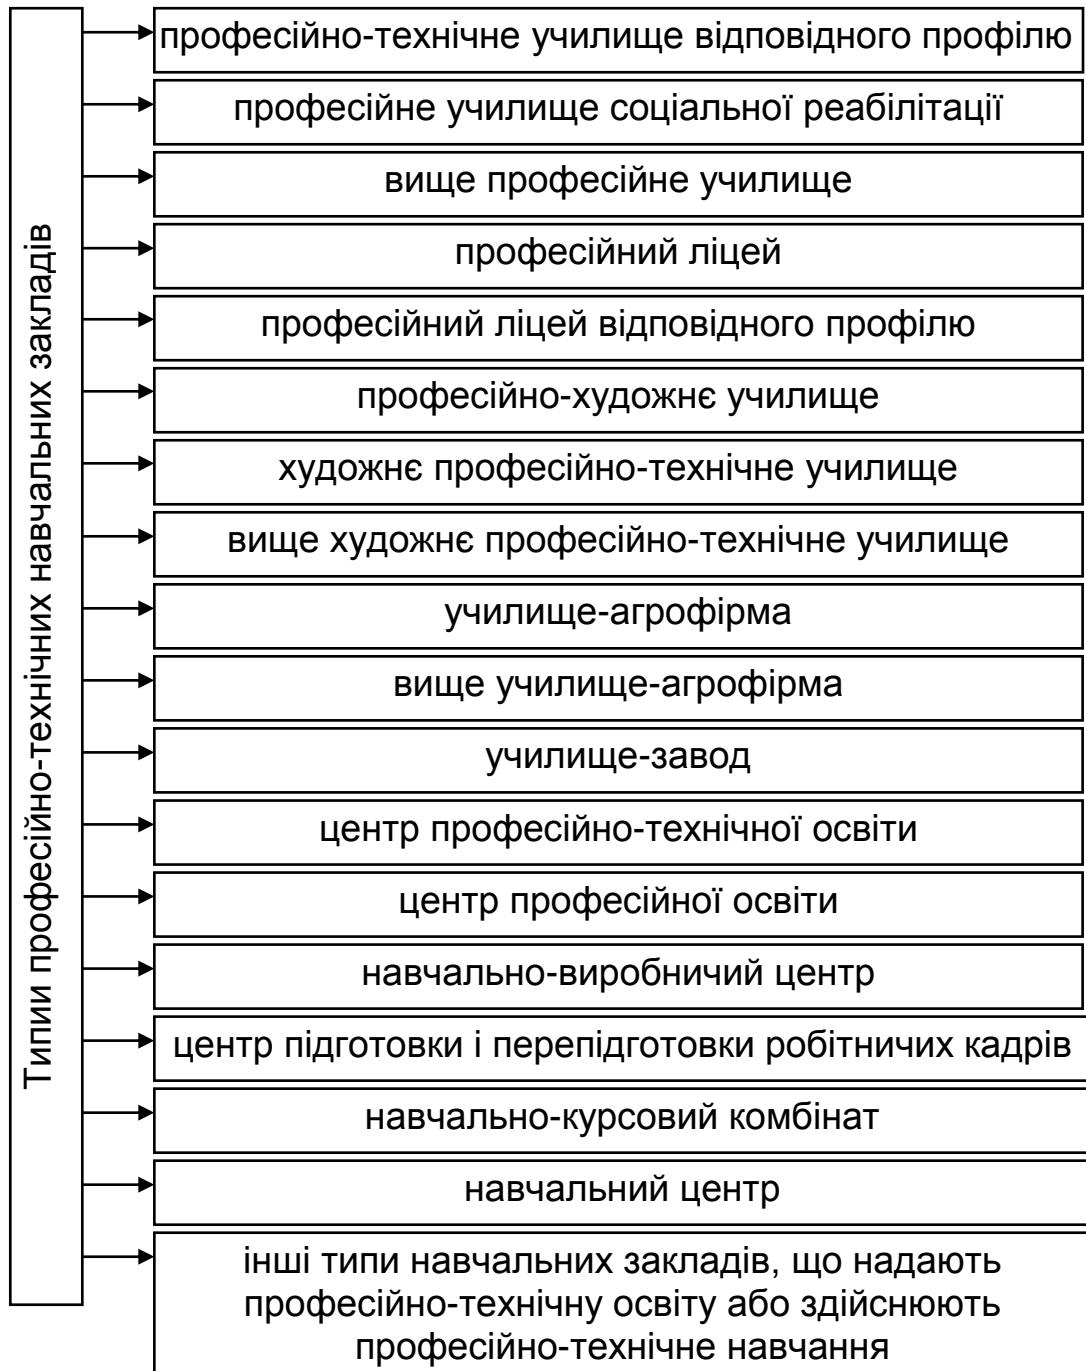 Типии професійно-технічних навчальних закладів
професійно-технічне училище відповідного профілю
професійне училище соціальної реабілітації
вище професійне училище
професійний ліцей
професійний ліцей відповідного профілю
професійно-художнє училище
художнє професійно-технічне училище
вище художнє професійно-технічне училище
училище-агрофірма
вище училище-агрофірма
училище-завод
центр професійно-технічної освіти
центр професійної освіти
навчально-виробничий центр
центр підготовки і перепідготовки робітничих кадрів
навчально-курсовий комбінат
навчальний центр
інші типи навчальних закладів, що надають
професійно-технічну освіту або здійснюють
професійно-технічне навчання